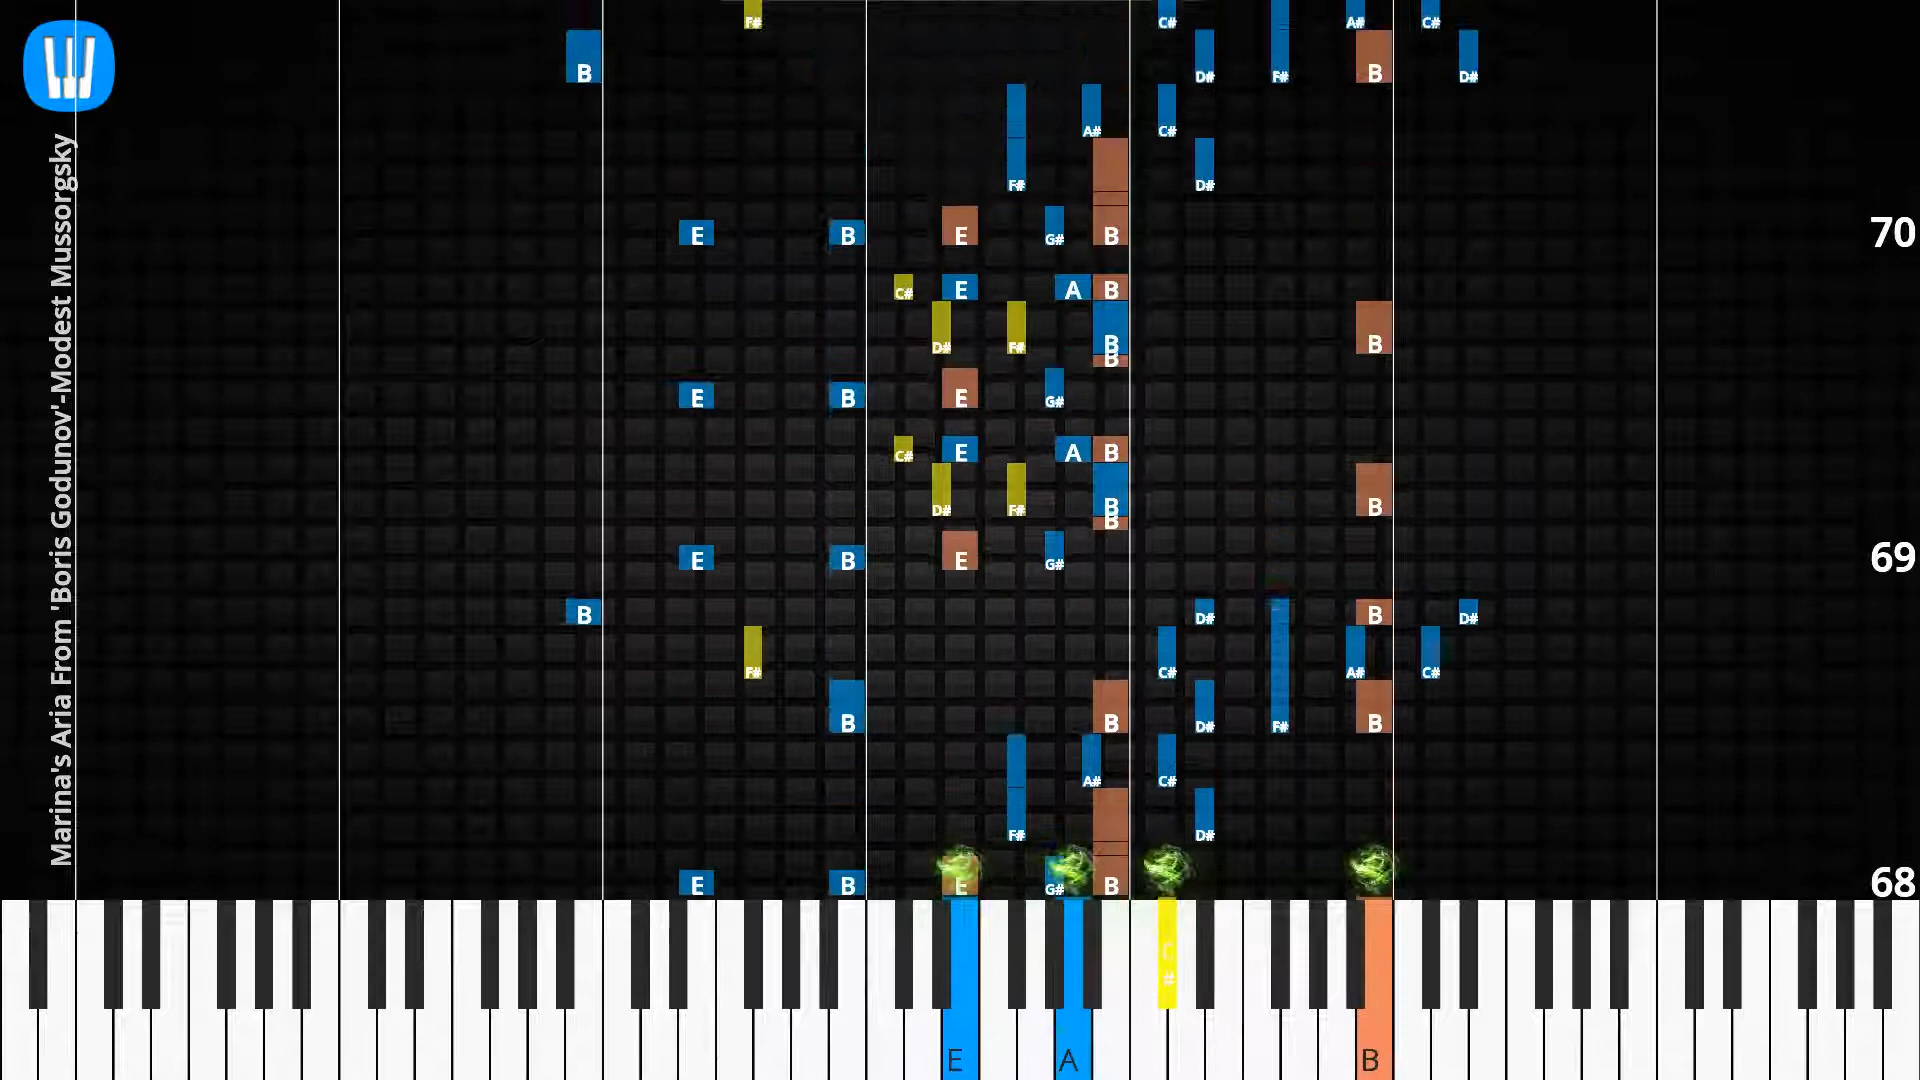 Marina's Aria From 'Boris Godunov'-Modest Mussorgsky
F# C# A# C#
B D# F# B D#
A# C#
F# D#
E B E G# B 70
C# E A B
D# F# B B
B
E B E G#
C# E A B
D# F# B B
B
E B E G# 69
B D# B D#
F# C# A# C#
B B D# F# B
A# C#
F# D#
E B E G# B 68
C
#
E A B